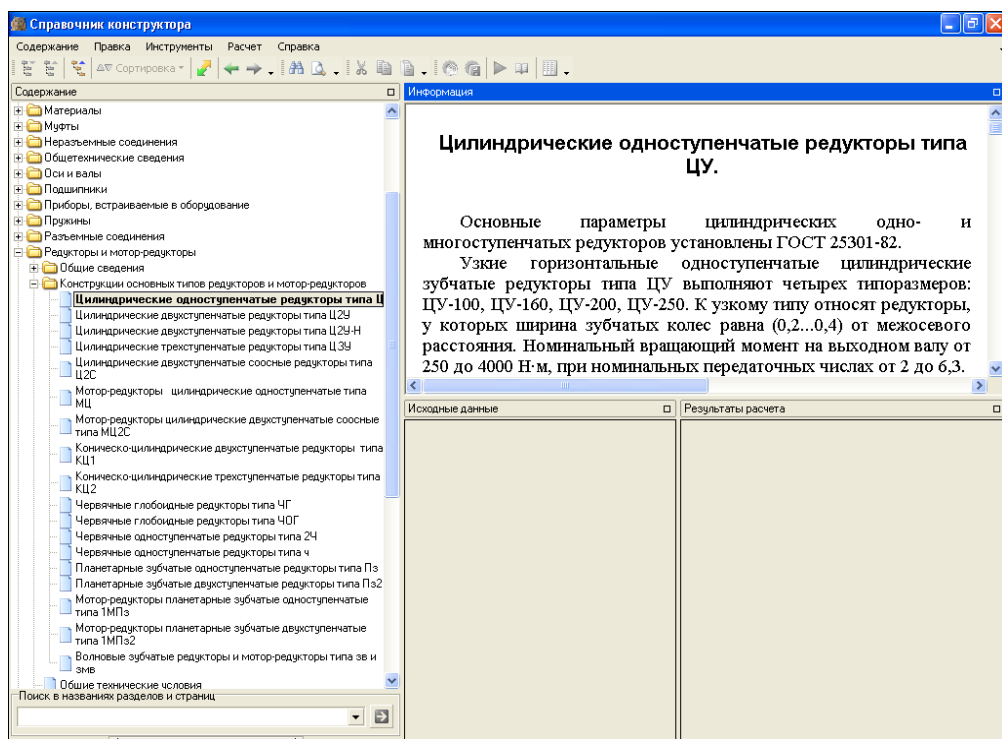 Справочник конструктора
Содержание Правка Инструменты Расчет Справка
Сортировка
Содержание
Материалы
Муфты
Неразъемные соединения
Общетехнические сведения
Оси и валы
Подшипники
Приборы, встраиваемые в оборудование
Пружины
Разъемные соединения
Редукторы и мотор-редукторы
Общие сведения
Конструкции основных типов редукторов и мотор-редукторов
Цилиндрические одноступенчатые редукторы типа Ц
Цилиндрические двухступенчатые редукторы типа Ц2У
Цилиндрические двухступенчатые редукторы типа Ц2У-Н
Цилиндрические трехступенчатые редукторы типа Ц3У
Цилиндрические двухступенчатые соосные редукторы типа
Ц2С
Мотор-редукторы цилиндрические одноступенчатые типа
МЦ
Мотор-редукторы цилиндрические двухступенчатые соосные
типа МЦ2С
Коническо-цилиндрические двухступенчатые редукторы типа
КЦ1
Коническо-цилиндрические трехступенчатые редукторы типа
КЦ2
Червячные глобоидные редукторы типа ЧГ
Червячные глобоидные редукторы типа ЧОГ
Червячные одноступенчатые редукторы типа 2Ч
Червячные одноступенчатые редукторы типа ч
Планетарные зубчатые одноступенчатые редукторы типа Пз
Планетарные зубчатые двухступенчатые редукторы типа Пз2
Мотор-редукторы планетарные зубчатые одноступенчатые
типа 1МПз
Мотор-редукторы планетарные зубчатые двухступенчатые
типа 1МПз2
Волновые зубчатые редукторы и мотор-редукторы типа зв и
змв
Общие технические условия
Поиск в названиях разделов и страниц
Информация
Цилиндрические одноступенчатые редукторы типа
ЦУ.
Основные параметры цилиндрических одно- и
многоступенчатых редукторов установлены ГОСТ 25301-82.
Узкие горизонтальные одноступенчатые цилиндрические
зубчатые редукторы типа ЦУ выполняют четырех типоразмеров:
ЦУ-100, ЦУ-160, ЦУ-200, ЦУ-250. К узкому типу относят редукторы,
у которых ширина зубчатых колес равна (0,2...0,4) от межосевого
расстояния. Номинальный вращающий момент на выходном валу от
250 до 4000 Н·м, при номинальных передаточных числах от 2 до 6,3.
Исходные данные
Результаты расчета